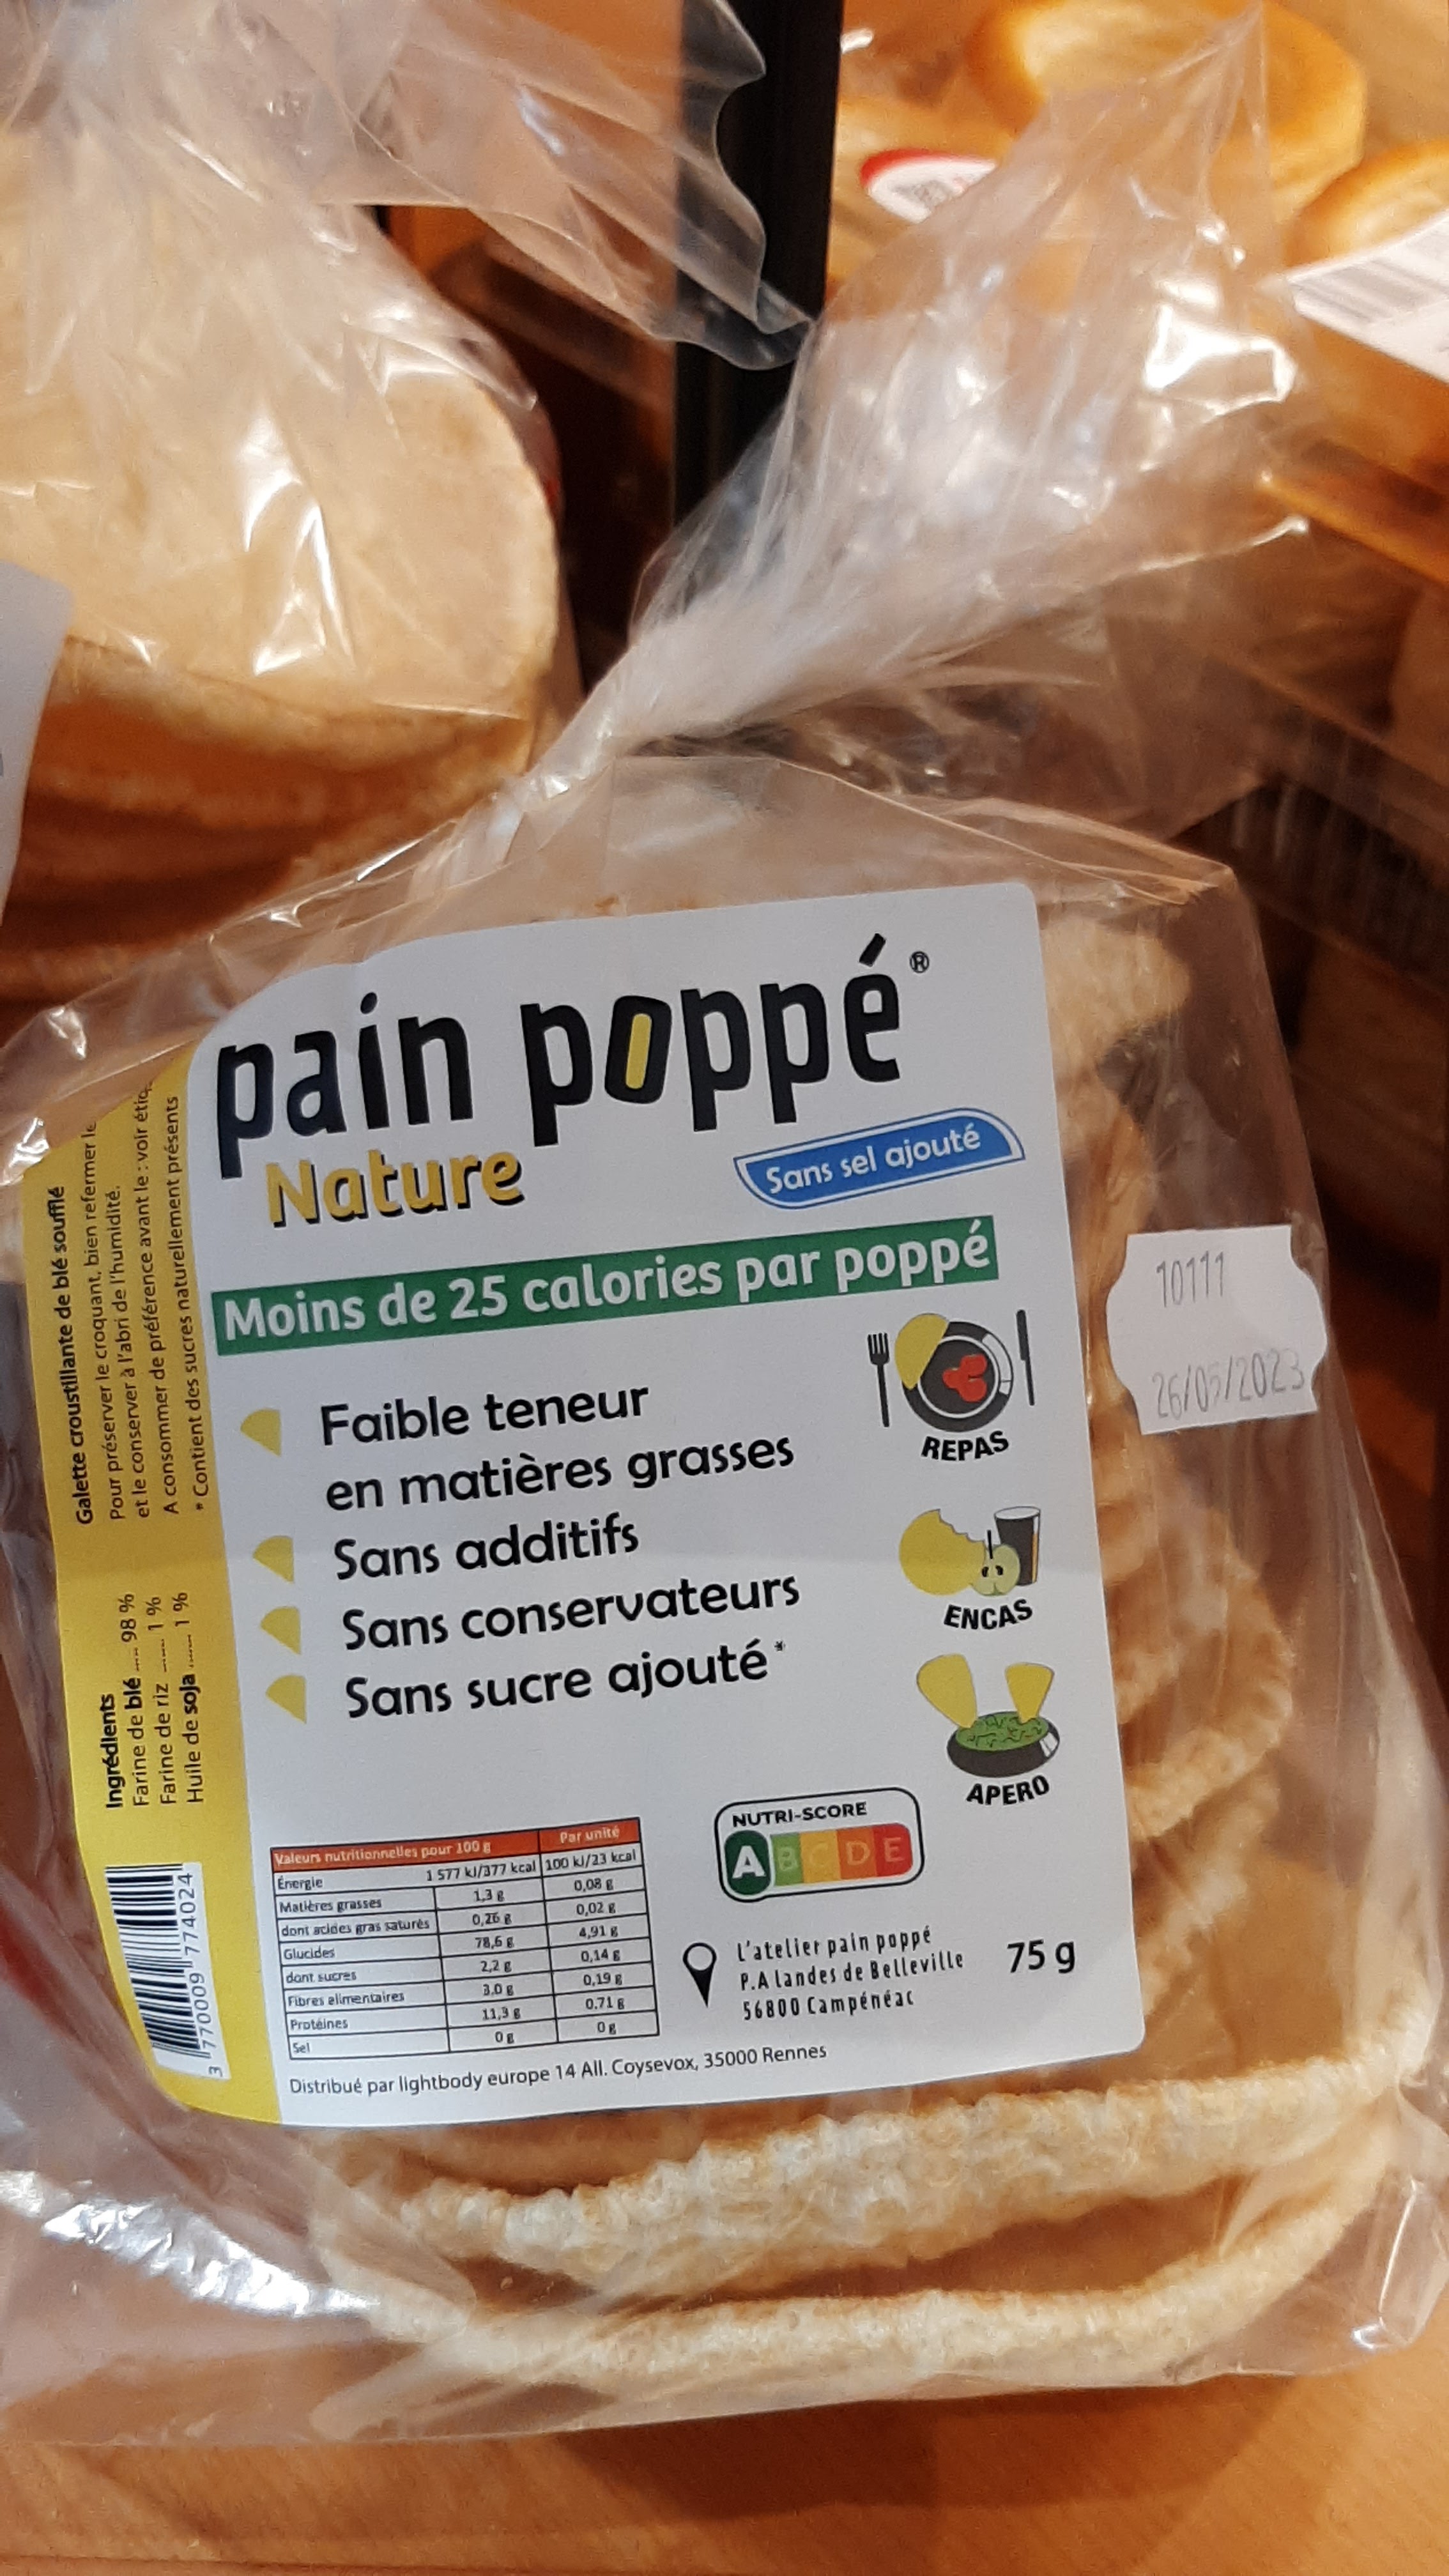 pain poppé®
Nature
Sans sel ajouté
Moins de 25 calories par poppé
Faible teneur
en matières grasses
Sans additifs
Sans conservateurs
Sans sucre ajouté*
REPAS
ENCAS
APERO
Valeurs nutritionnelles pour 100 g Par unité
Énergie 1 577 kJ/377 kcal 100 kJ/23 kcal
Matières grasses 1,3 g 0,08 g
dont acides gras saturés 0,26 g 0,02 g
Glucides 78,6 g 4,91 g
dont sucres 2,2 g 0,14 g
Fibres alimentaires 3,0 g 0,19 g
Protéines 11,3 g 0,71 g
Sel 0 g 0 g
NUTRI-SCORE
A B C D E
L'atelier pain poppé
P.A landes de Belleville
56800 Campénéac
75 g
Distribué par lightbody europe 14 All. Coysevox, 35000 Rennes
Galette croustillante de blé soufflé
Pour préserver le croquant, bien refermer le
et le conserver à l'abri de l'humidité.
A consommer de préférence avant le : voir
* Contient des sucres naturellement présents
Ingrédients
Farine de blé ..... 98 %
Farine de riz ...... 1 %
Huile de soja ...... 1 %
3 770009 774024
10111
26/05/2023